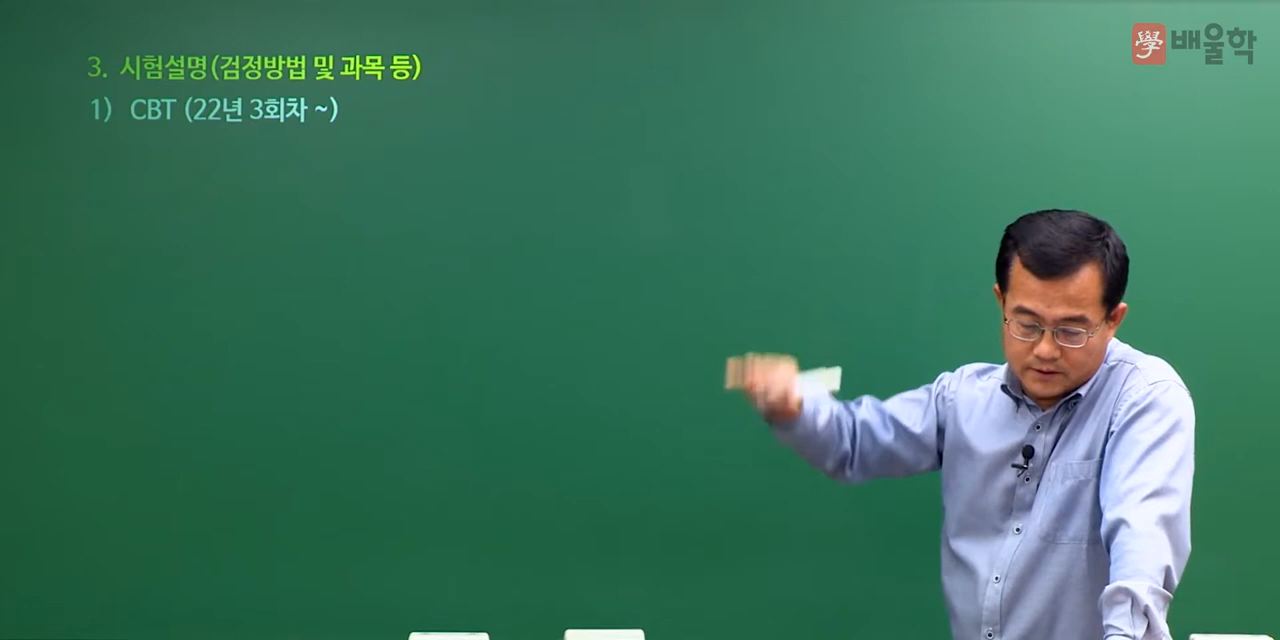 學 배울학
3. 시험설명(검정방법 및 과목 등)
1) CBT (22년 3회차 ~)